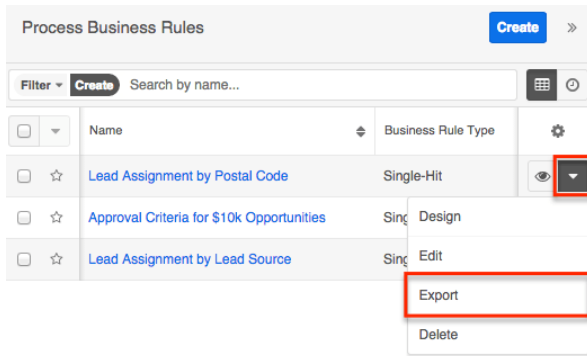 Process Business Rules
Create
Filter Create Search by name...
Name Business Rule Type
Lead Assignment by Postal Code Single-Hit
Approval Criteria for $10k Opportunities Sing
Design
Edit
Lead Assignment by Lead Source Sing
Export
Delete